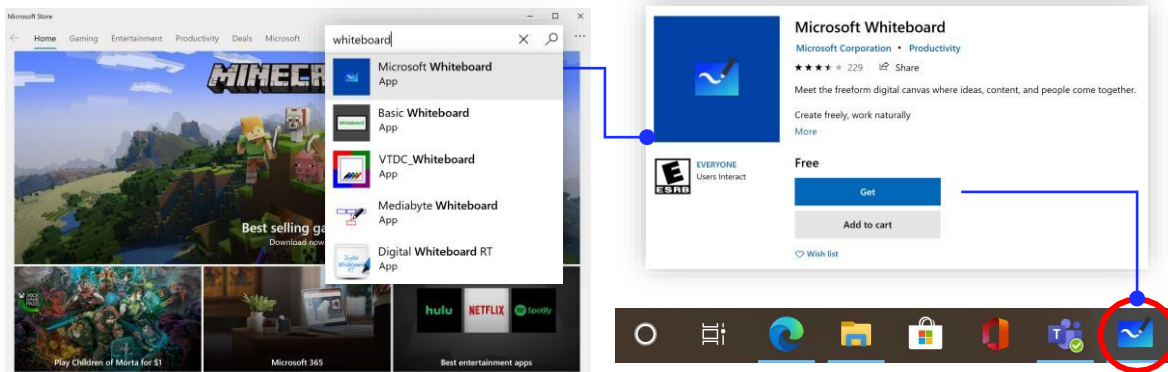 Microsoft Store
Home Gaming Entertainment Productivity Deals Microsoft
whiteboard
Microsoft Whiteboard
App
Basic Whiteboard
App
VTDC_Whiteboard
App
Mediabyte Whiteboard
App
Digital Whiteboard RT
App
MINECR
Best selling ga
Download now
XBOX GAME PASS
Play Children of Morta for $1
Microsoft 365
hulu NETFLIX Spotify
Best entertainment apps
Microsoft Whiteboard
Microsoft Corporation • Productivity
229 Share
Meet the freeform digital canvas where ideas, content, and people come together.
Create freely, work naturally
More
E
ESRB
EVERYONE
Users Interact
Free
Get
Add to cart
Wish list
T